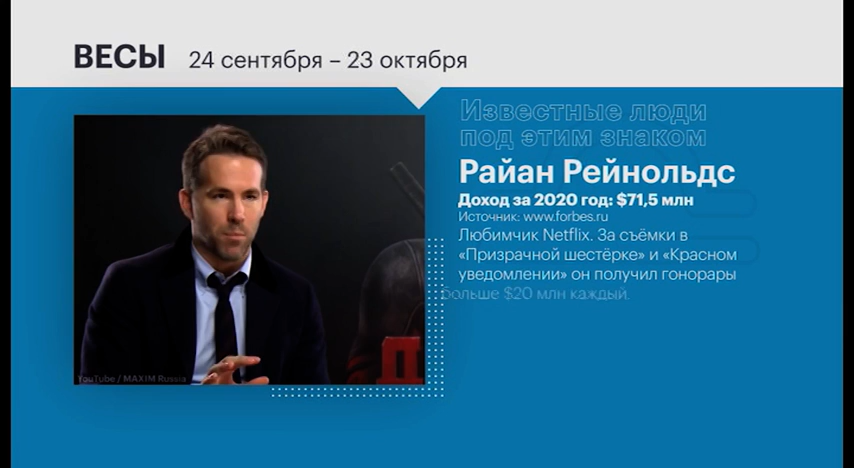 ВЕСЫ 24 сентября – 23 октября
Известные люди
под этим знаком
Райан Рейнольдс
Доход за 2020 год: $71,5 млн
Источник: www.forbes.ru
Любимчик Netflix. За съёмки в
«Призрачной шестёрке» и «Красном
уведомлении» он получил гонорары
больше $20 млн каждый.
YouTube / MAXIM Russia